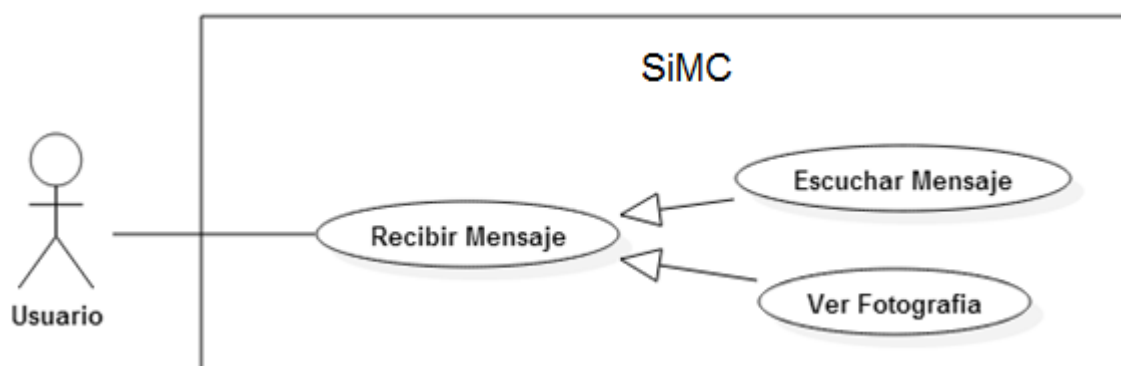 SiMC
Escuchar Mensaje
Recibir Mensaje
Ver Fotografia
Usuario